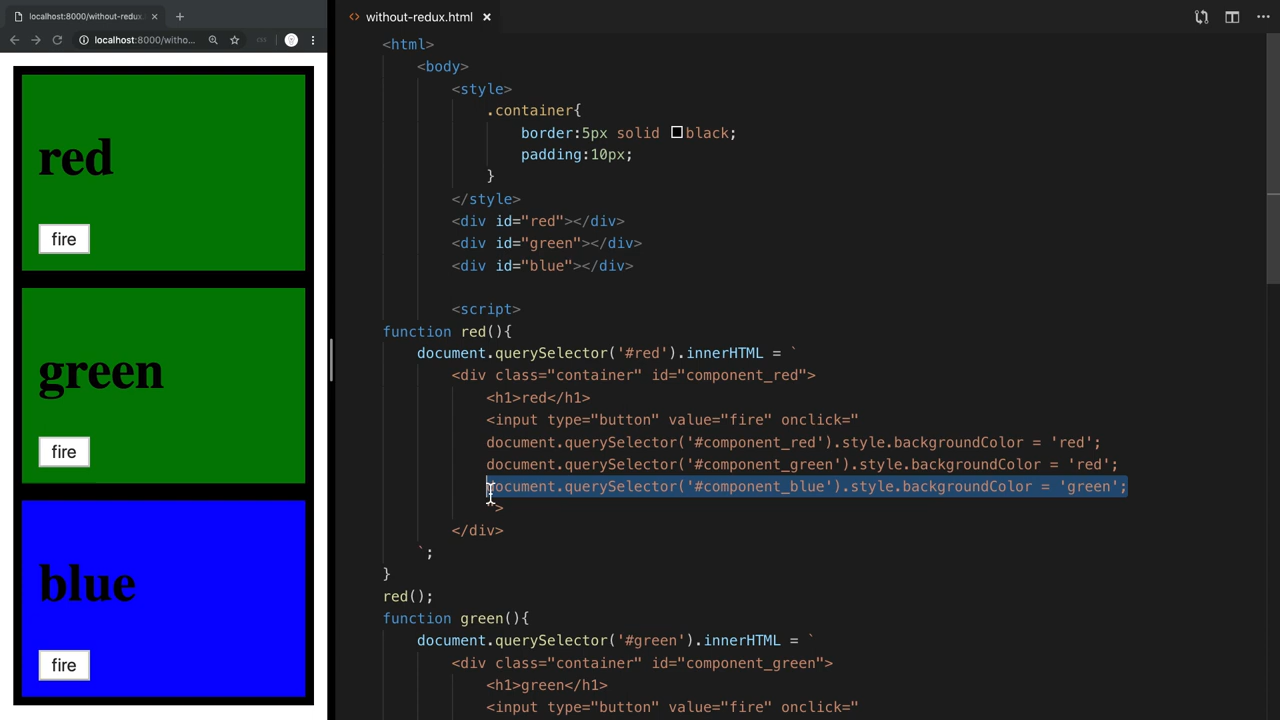 localhost:8000/without-redux.
localhost:8000/witho...
red
fire
green
fire
blue
fire
without-redux.html
<html>
<body>
<style>
.container{
border:5px solid black;
padding:10px;
}
</style>
<div id="red"></div>
<div id="green"></div>
<div id="blue"></div>
<script>
function red(){
document.querySelector('#red').innerHTML = `
<div class="container" id="component_red">
<h1>red</h1>
<input type="button" value="fire" onclick="
document.querySelector('#component_red').style.backgroundColor = 'red';
document.querySelector('#component_green').style.backgroundColor = 'red';
document.querySelector('#component_blue').style.backgroundColor = 'green';
">
</div>
`;
}
red();
function green(){
document.querySelector('#green').innerHTML = `
<div class="container" id="component_green">
<h1>green</h1>
<input type="button" value="fire" onclick="